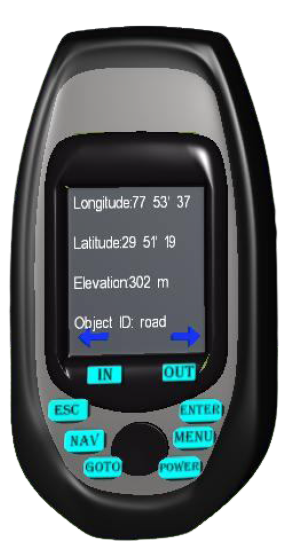 Longitude:77 53' 37
Latitude:29 51' 19
Elevation:302 m
Object ID: road
IN OUT
ESC ENTER
NAV MENU
GOTO POWER